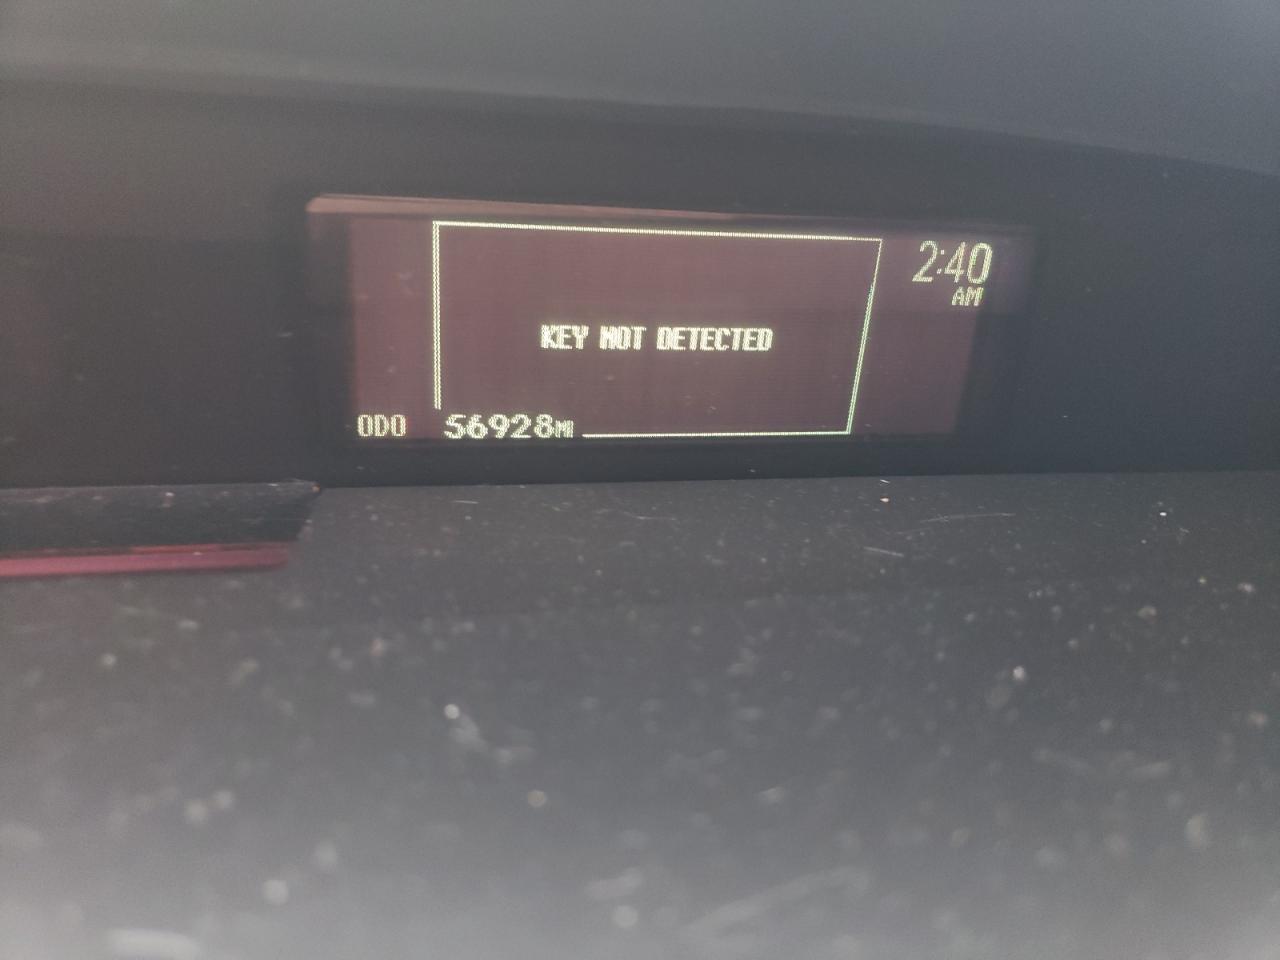 2:40
AM
KEY NOT DETECTED
ODO 56928MI